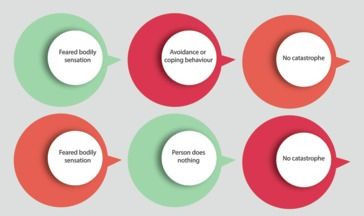 Feared bodily
sensation
Avoidance or
coping behaviour
No catastrophe
Feared bodily
sensation
Person does
nothing
No catastrophe